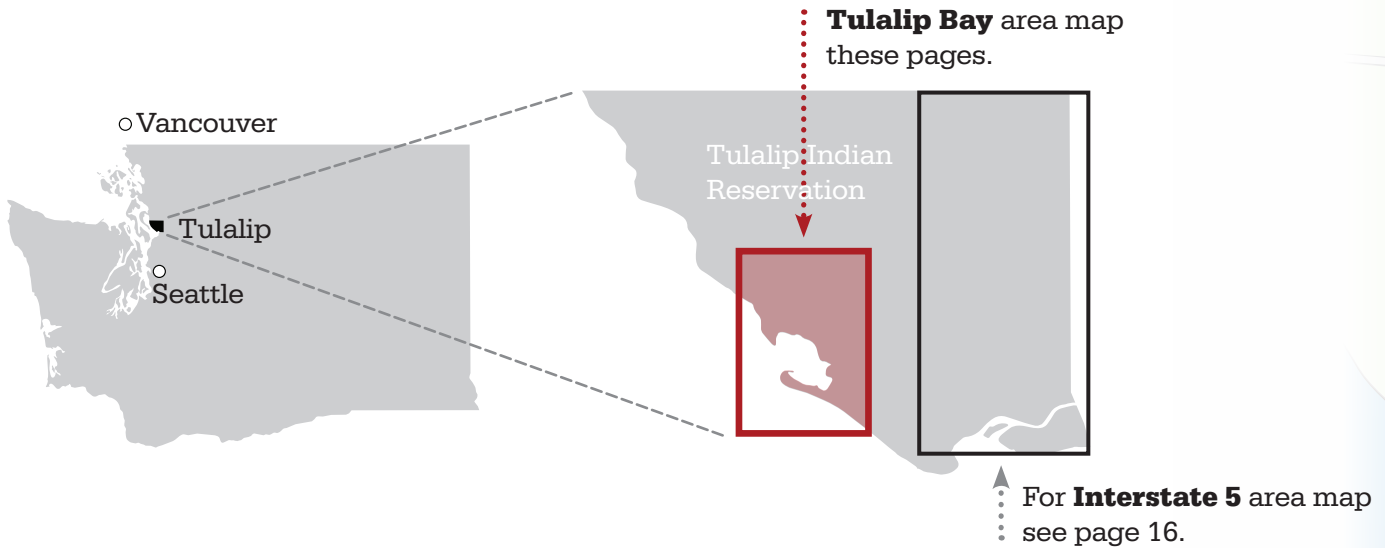 Tulalip Bay area map
these pages.
Vancouver
Tulalip Indian
Reservation
Tulalip
Seattle
For Interstate 5 area map
see page 16.